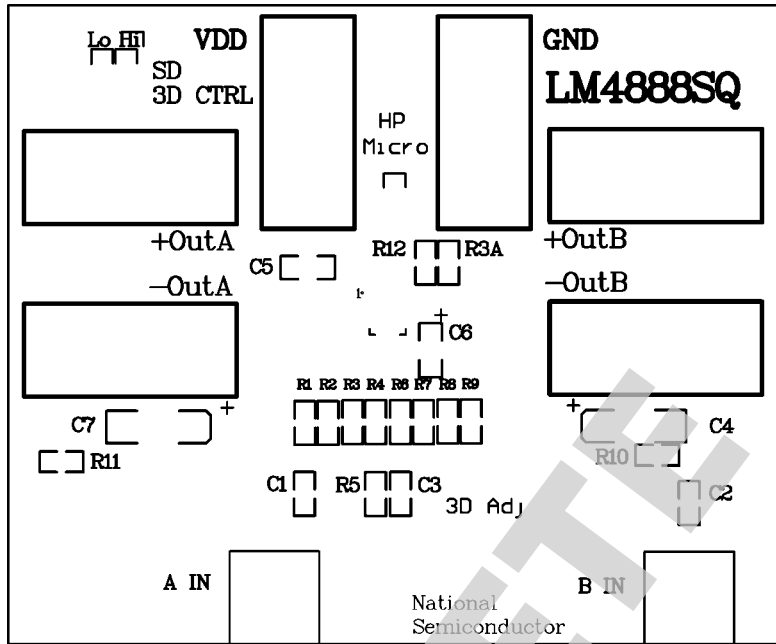 Lo Hi
VDD
GND
SD
3D CTRL
LM4888SQ
HP
Micro
+OutA
R12
R3A
+OutB
C5
-OutA
-OutB
1
+
C6
R1 R2 R3 R4 R6 R7 R8 R9
C7
+
+
C4
R11
R10
C1
R5
C3
C2
3D Adj
A IN
B IN
National
Semiconductor
ETE